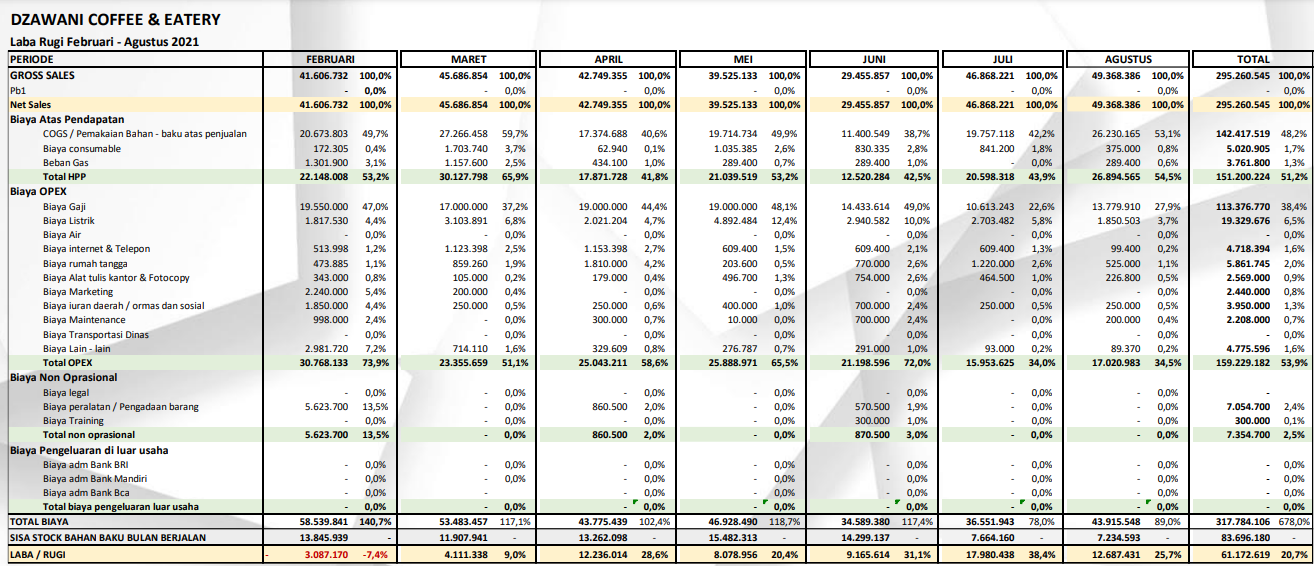 DZAWANI COFFEE & EATERY
Laba Rugi Februari - Agustus 2021
PERIODE FEBRUARI MARET APRIL MEI JUNI JULI AGUSTUS TOTAL
GROSS SALES 41.606.732 100,0% 45.686.854 100,0% 42.749.355 100,0% 39.525.133 100,0% 29.455.857 100,0% 46.868.221 100,0% 49.368.386 100,0% 295.260.545 100,0%
Pb1 - 0,0% - 0,0% - 0,0% - 0,0% - 0,0% - 0,0% - 0,0% - 0,0%
Net Sales 41.606.732 100,0% 45.686.854 100,0% 42.749.355 100,0% 39.525.133 100,0% 29.455.857 100,0% 46.868.221 100,0% 49.368.386 100,0% 295.260.545 100,0%
Biaya Atas Pendapatan
COGS / Pemakaian Bahan - baku atas penjualan 20.673.803 49,7% 27.266.458 59,7% 17.374.688 40,6% 19.714.734 49,9% 11.400.549 38,7% 19.757.118 42,2% 26.230.165 53,1% 142.417.519 48,2%
Biaya consumable 172.305 0,4% 1.703.740 3,7% 62.940 0,1% 1.035.385 2,6% 830.335 2,8% 841.200 1,8% 375.000 0,8% 5.020.905 1,7%
Beban Gas 1.301.900 3,1% 1.157.600 2,5% 434.100 1,0% 289.400 0,7% 289.400 1,0% - 0,0% 289.400 0,6% 3.761.800 1,3%
Total HPP 22.148.008 53,2% 30.127.798 65,9% 17.871.728 41,8% 21.039.519 53,2% 12.520.284 42,5% 20.598.318 43,9% 26.894.565 54,5% 151.200.224 51,2%
Biaya OPEX
Biaya Gaji 19.550.000 47,0% 17.000.000 37,2% 19.000.000 44,4% 19.000.000 48,1% 14.433.614 49,0% 10.613.243 22,6% 13.779.910 27,9% 113.376.770 38,4%
Biaya Listrik 1.817.530 4,4% 3.103.891 6,8% 2.021.204 4,7% 4.892.484 12,4% 2.940.582 10,0% 2.703.482 5,8% 1.850.503 3,7% 19.329.676 6,5%
Biaya Air - 0,0% - 0,0% - 0,0% - 0,0% - 0,0% - 0,0% - 0,0% - 0,0%
Biaya internet & Telepon 513.998 1,2% 1.123.398 2,5% 1.153.398 2,7% 609.400 1,5% 609.400 2,1% 609.400 1,3% 99.400 0,2% 4.718.394 1,6%
Biaya rumah tangga 473.885 1,1% 859.260 1,9% 1.810.000 4,2% 203.600 0,5% 770.000 2,6% 1.220.000 2,6% 525.000 1,1% 5.861.745 2,0%
Biaya Alat tulis kantor & Fotocopy 343.000 0,8% 105.000 0,2% 179.000 0,4% 496.700 1,3% 754.000 2,6% 464.500 1,0% 226.800 0,5% 2.569.000 0,9%
Biaya Marketing 2.240.000 5,4% 200.000 0,4% - 0,0% - 0,0% - 0,0% - 0,0% - 0,0% 2.440.000 0,8%
Biaya iuran daerah / ormas dan sosial 1.850.000 4,4% 250.000 0,5% 250.000 0,6% 400.000 1,0% 700.000 2,4% 250.000 0,5% 250.000 0,5% 3.950.000 1,3%
Biaya Maintenance 998.000 2,4% - 0,0% 300.000 0,7% 10.000 0,0% 700.000 2,4% - 0,0% 200.000 0,4% 2.208.000 0,7%
Biaya Transportasi Dinas - 0,0% - 0,0% - 0,0% - 0,0% - 0,0% - 0,0% - 0,0% - 0,0%
Biaya Lain - lain 2.981.720 7,2% 714.110 1,6% 329.609 0,8% 276.787 0,7% 291.000 1,0% 93.000 0,2% 89.370 0,2% 4.775.596 1,6%
Total OPEX 30.768.133 73,9% 23.355.659 51,1% 25.043.211 58,6% 25.888.971 65,5% 21.198.596 72,0% 15.953.625 34,0% 17.020.983 34,5% 159.229.182 53,9%
Biaya Non Oprasional
Biaya legal - 0,0% - 0,0% - 0,0% - 0,0% - 0,0% - 0,0% - 0,0% - 0,0%
Biaya peralatan / Pengadaan barang 5.623.700 13,5% - 0,0% 860.500 2,0% - 0,0% 570.500 1,9% - 0,0% - 0,0% 7.054.700 2,4%
Biaya Training - 0,0% - 0,0% - 0,0% - 0,0% 300.000 1,0% - 0,0% - 0,0% 300.000 0,1%
Total non oprasional 5.623.700 13,5% - 0,0% 860.500 2,0% - 0,0% 870.500 3,0% - 0,0% - 0,0% 7.354.700 2,5%
Biaya Pengeluaran di luar usaha
Biaya adm Bank BRI - 0,0% - 0,0% - 0,0% - 0,0% - 0,0% - 0,0% - 0,0% - 0,0%
Biaya adm Bank Mandiri - 0,0% - 0,0% - 0,0% - 0,0% - 0,0% - 0,0% - 0,0% - 0,0%
Biaya adm Bank Bca - 0,0% - 0,0% - 0,0% - 0,0% - 0,0% - 0,0% - 0,0%
Total biaya pengeluaran luar usaha - 0,0% - 0,0% - 0,0% - 0,0% - 0,0% - 0,0% - 0,0% - 0,0%
TOTAL BIAYA 58.539.841 140,7% 53.483.457 117,1% 43.775.439 102,4% 46.928.490 118,7% 34.589.380 117,4% 36.551.943 78,0% 43.915.548 89,0% 317.784.106 678,0%
SISA STOCK BAHAN BAKU BULAN BERJALAN 13.845.939 - 11.907.941 - 13.262.098 - 15.482.313 - 14.299.137 - 7.664.160 - 7.234.593 - 83.696.180 -
LABA / RUGI - 3.087.170 -7,4% 4.111.338 9,0% 12.236.014 28,6% 8.078.956 20,4% 9.165.614 31,1% 17.980.438 38,4% 12.687.431 25,7% 61.172.619 20,7%